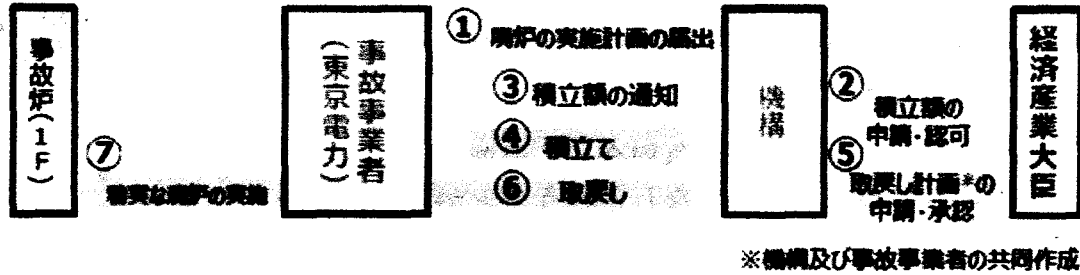 事故炉(1F)
⑦
着実な廃炉の実施
事故事業者
(東京電力)
①
廃炉の実施計画の届出
③ 積立額の通知
④ 積立て
⑥ 取戻し
機構
②
積立額の
申請・認可
⑤
取戻し計画*の
申請・承認
経済産業大臣
※機構及び事故事業者の共同作成